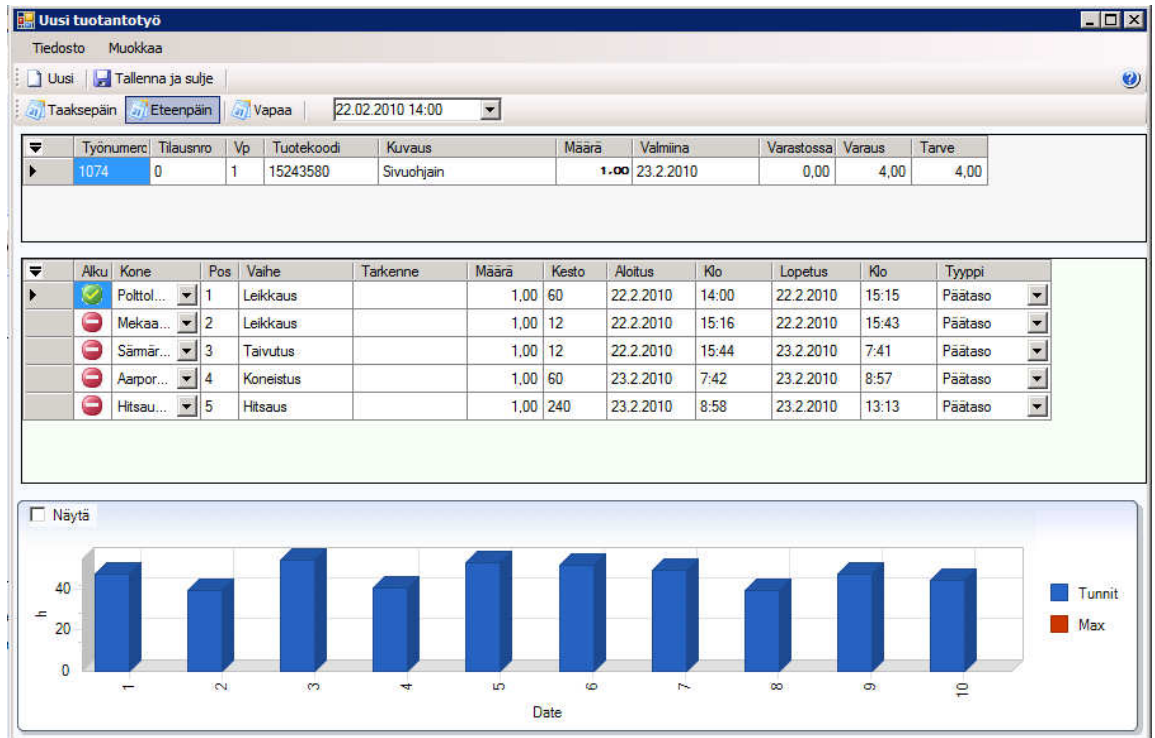 Uusi tuotantotyö
Tiedosto Muokkaa
Uusi Tallenna ja sulje
Taaksepäin Eteenpäin Vapaa 22.02.2010 14:00
Työnumerc Tilausnro Vp Tuotekoodi Kuvaus Määrä Valmiina Varastossa Varaus Tarve
1074 0 1 15243580 Sivuohjain 1.00 23.2.2010 0,00 4,00 4,00
Alku Kone Pos Vaihe Tarkenne Määrä Kesto Aloitus Klo Lopetus Klo Tyyppi
Polttol... 1 Leikkaus 1,00 60 22.2.2010 14:00 22.2.2010 15:15 Päätaso
Mekaa... 2 Leikkaus 1,00 12 22.2.2010 15:16 22.2.2010 15:43 Päätaso
Särmär... 3 Taivutus 1,00 12 22.2.2010 15:44 23.2.2010 7:41 Päätaso
Aarpor... 4 Koneistus 1,00 60 23.2.2010 7:42 23.2.2010 8:57 Päätaso
Hitsau... 5 Hitsaus 1,00 240 23.2.2010 8:58 23.2.2010 13:13 Päätaso
Näytä
40
20
0
h
1 2 3 4 5 6 7 8 9 10
Date
Tunnit
Max